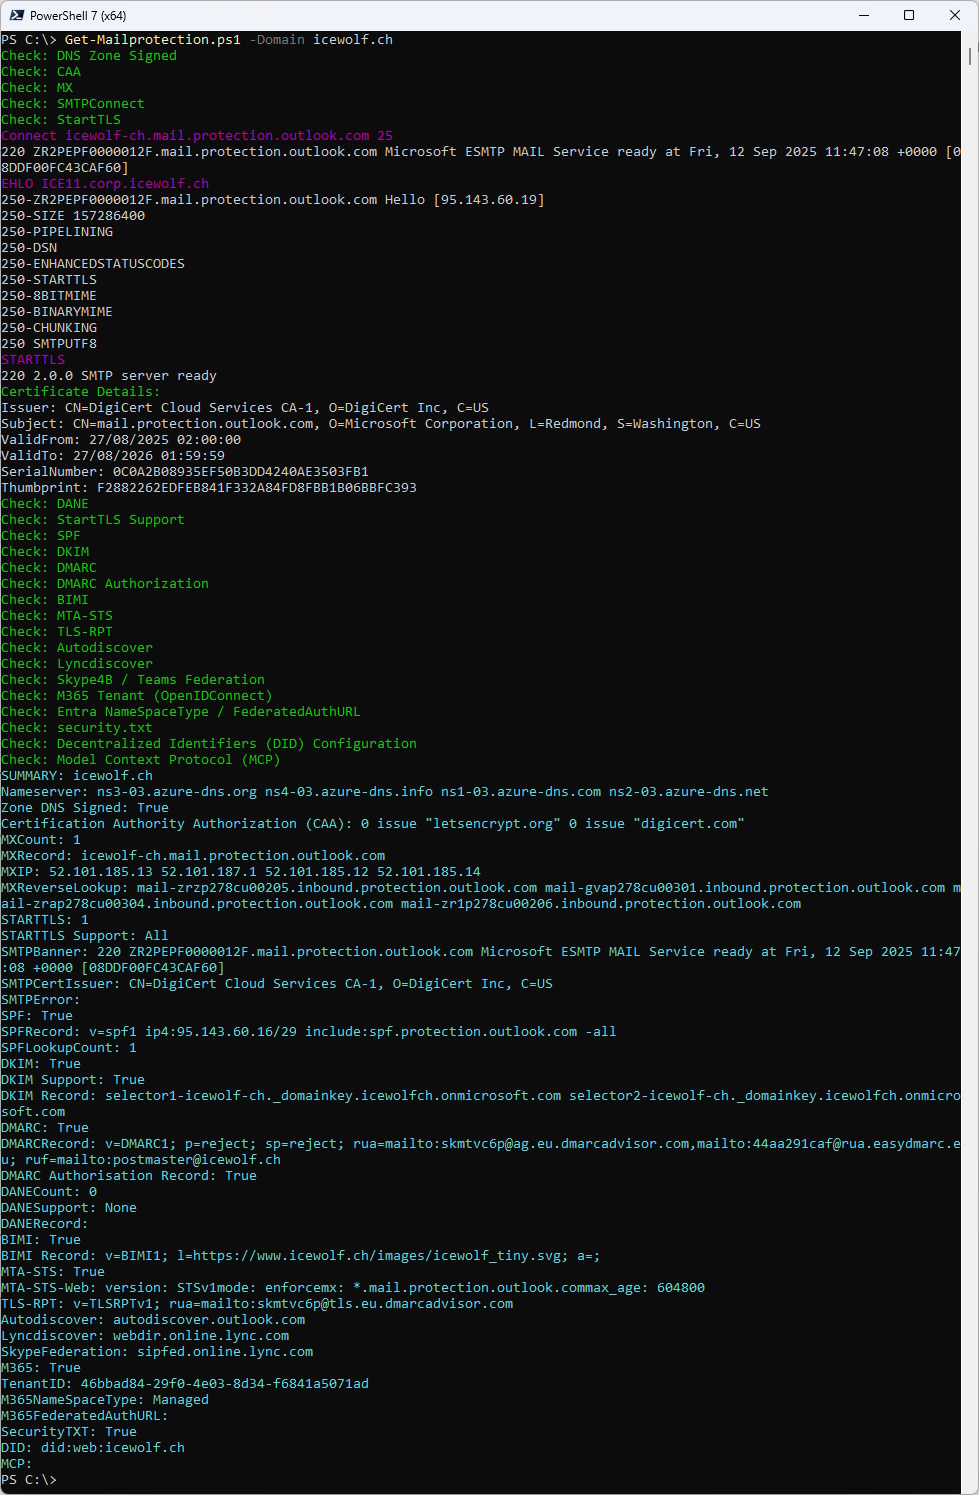 PowerShell 7 (x64)
PS C:\> Get-Mailprotection.ps1 -Domain icewolf.ch
Check: DNS Zone Signed
Check: CAA
Check: MX
Check: SMTPConnect
Check: StartTLS
Connect icewolf-ch.mail.protection.outlook.com 25
220 ZR2PEPF0000012F.mail.protection.outlook.com Microsoft ESMTP MAIL Service ready at Fri, 12 Sep 2025 11:47:08 +0000 [0
8DDF00FC43CAF60]
EHLO ICE11.corp.icewolf.ch
250-ZR2PEPF0000012F.mail.protection.outlook.com Hello [95.143.60.19]
250-SIZE 157286400
250-PIPELINING
250-DSN
250-ENHANCEDSTATUSCODES
250-STARTTLS
250-8BITMIME
250-BINARYMIME
250-CHUNKING
250 SMTPUTF8
STARTTLS
220 2.0.0 SMTP server ready
Certificate Details:
Issuer: CN=DigiCert Cloud Services CA-1, O=DigiCert Inc, C=US
Subject: CN=mail.protection.outlook.com, O=Microsoft Corporation, L=Redmond, S=Washington, C=US
ValidFrom: 27/08/2025 02:00:00
ValidTo: 27/08/2026 01:59:59
SerialNumber: 0C0A2B08935EF50B3DD4240AE3503FB1
Thumbprint: F2882262EDFEB841F332A84FD8FBB1B06BBFC393
Check: DANE
Check: StartTLS Support
Check: SPF
Check: DKIM
Check: DMARC
Check: DMARC Authorization
Check: BIMI
Check: MTA-STS
Check: TLS-RPT
Check: Autodiscover
Check: Lyncdiscover
Check: Skype4B / Teams Federation
Check: M365 Tenant (OpenIDConnect)
Check: Entra NameSpaceType / FederatedAuthURL
Check: security.txt
Check: Decentralized Identifiers (DID) Configuration
Check: Model Context Protocol (MCP)
SUMMARY: icewolf.ch
Nameserver: ns3-03.azure-dns.org ns4-03.azure-dns.info ns1-03.azure-dns.com ns2-03.azure-dns.net
Zone DNS Signed: True
Certification Authority Authorization (CAA): 0 issue "letsencrypt.org" 0 issue "digicert.com"
MXCount: 1
MXRecord: icewolf-ch.mail.protection.outlook.com
MXIP: 52.101.185.13 52.101.187.1 52.101.185.12 52.101.185.14
MXReverseLookup: mail-zrzp278cu00205.inbound.protection.outlook.com mail-gvap278cu00301.inbound.protection.outlook.com m
ail-zrap278cu00304.inbound.protection.outlook.com mail-zr1p278cu00206.inbound.protection.outlook.com
STARTTLS: 1
STARTTLS Support: All
SMTPBanner: 220 ZR2PEPF0000012F.mail.protection.outlook.com Microsoft ESMTP MAIL Service ready at Fri, 12 Sep 2025 11:47
:08 +0000 [08DDF00FC43CAF60]
SMTPCertIssuer: CN=DigiCert Cloud Services CA-1, O=DigiCert Inc, C=US
SMTPError:
SPF: True
SPFRecord: v=spf1 ip4:95.143.60.16/29 include:spf.protection.outlook.com -all
SPFLookupCount: 1
DKIM: True
DKIM Support: True
DKIM Record: selector1-icewolf-ch._domainkey.icewolfch.onmicrosoft.com selector2-icewolf-ch._domainkey.icewolfch.onmicro
soft.com
DMARC: True
DMARCRecord: v=DMARC1; p=reject; sp=reject; rua=mailto:skmtvc6p@ag.eu.dmarcadvisor.com,mailto:44aa291caf@rua.easydmarc.e
u; ruf=mailto:postmaster@icewolf.ch
DMARC Authorisation Record: True
DANECount: 0
DANESupport: None
DANERecord:
BIMI: True
BIMI Record: v=BIMI1; l=https://www.icewolf.ch/images/icewolf_tiny.svg; a=;
MTA-STS: True
MTA-STS-Web: version: STSv1mode: enforcemx: *.mail.protection.outlook.commax_age: 604800
TLS-RPT: v=TLSRPTv1; rua=mailto:skmtvc6p@tls.eu.dmarcadvisor.com
Autodiscover: autodiscover.outlook.com
Lyncdiscover: webdir.online.lync.com
SkypeFederation: sipfed.online.lync.com
M365: True
TenantID: 46bbad84-29f0-4e03-8d34-f6841a5071ad
M365NameSpaceType: Managed
M365FederatedAuthURL:
SecurityTXT: True
DID: did:web:icewolf.ch
MCP:
PS C:\>